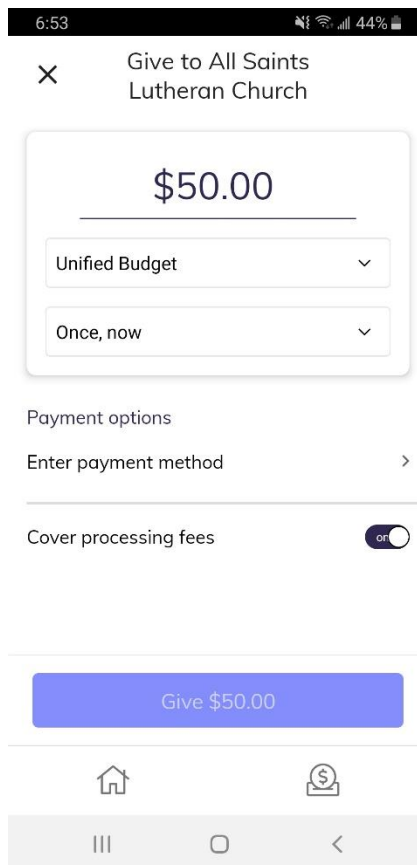 6:53 44%
Give to All Saints
Lutheran Church
$50.00
Unified Budget
Once, now
Payment options
Enter payment method
Cover processing fees on
Give $50.00
$